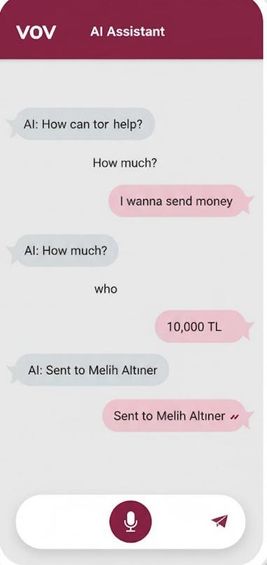 VOV
AI Assistant
AI: How can tor help?
How much?
I wanna send money
AI: How much?
who
10,000 TL
AI: Sent to Melih Altıner
Sent to Melih Altıner